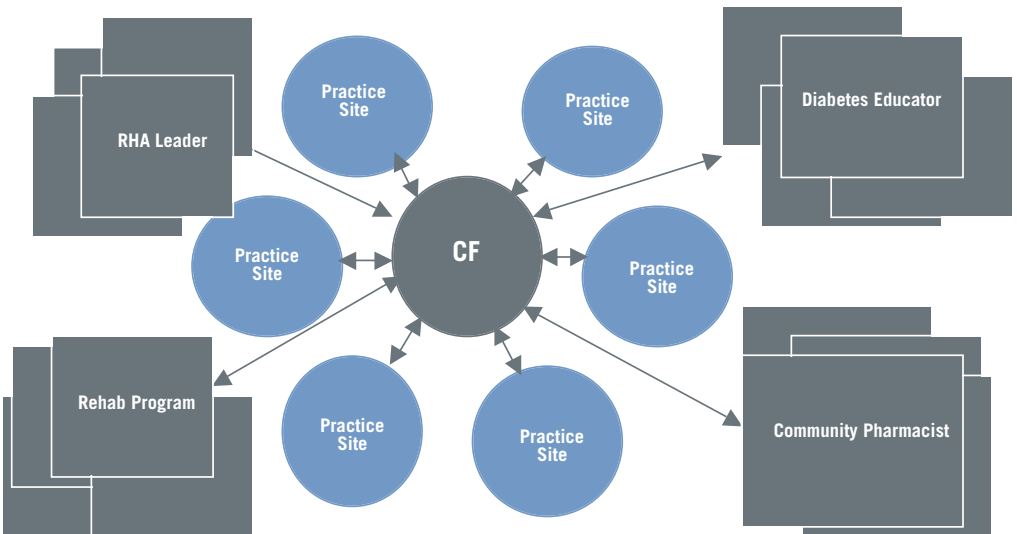 Practice
Site
Practice
Site
Diabetes Educator
RHA Leader
CF
Practice
Site
Practice
Site
Rehab Program
Practice
Site
Practice
Site
Community Pharmacist